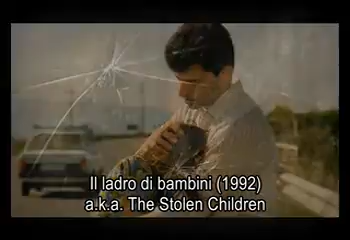 Il ladro di bambini (1992)
a.k.a. The Stolen Children